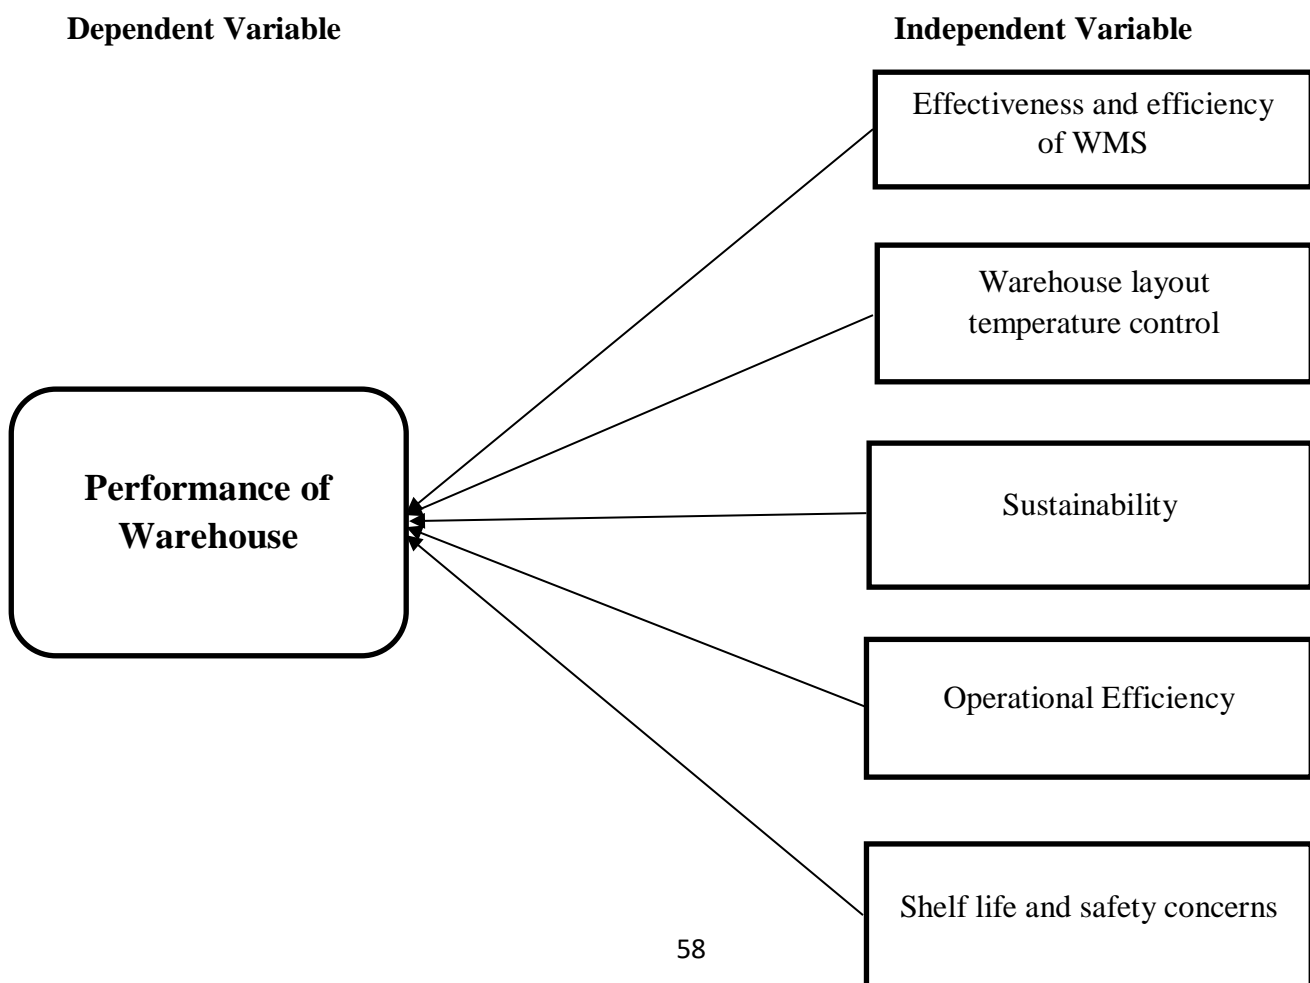 Dependent Variable
Independent Variable
Effectiveness and efficiency
of WMS
Warehouse layout
temperature control
Performance of
Warehouse
Sustainability
Operational Efficiency
Shelf life and safety concerns
58